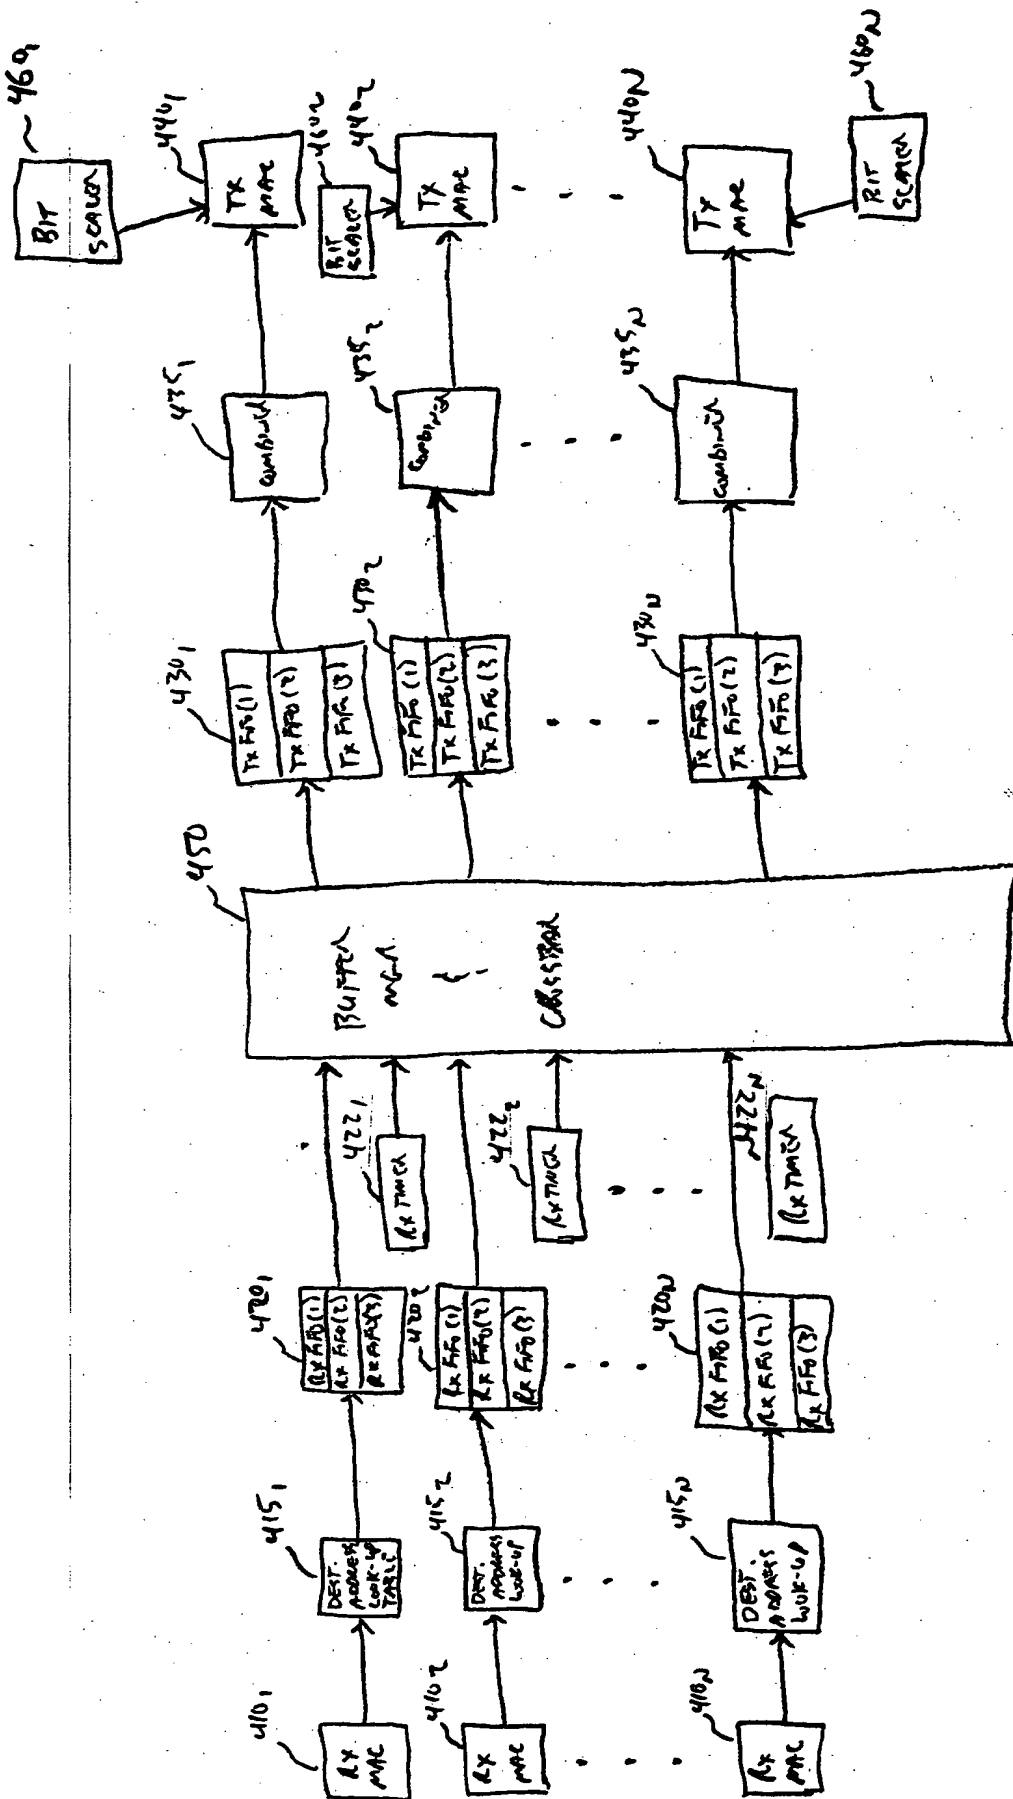 460₁
BIT
SCALER
440₁
TX
MAC
460₂
BIT
SCALER
440₂
TX
MAC
440N
TX
MAC
460N
BIT
SCALER
435₁
COMBINER
435₂
COMBINER
435N
COMBINER
430₁
TX FIFO (1)
TX FIFO (2)
TX FIFO (3)
430₂
TX FIFO (1)
TX FIFO (2)
TX FIFO (3)
430N
TX FIFO (1)
TX FIFO (2)
TX FIFO (3)
450
BUFFER
MGR
&
CROSSBAR
422₁
RX TIMER
422₂
RX TIMER
422N
RX TIMER
420₁
RX FIFO (1)
RX FIFO (2)
RX FIFO (3)
420₂
RX FIFO (1)
RX FIFO (2)
RX FIFO (3)
420N
RX FIFO (1)
RX FIFO (2)
RX FIFO (3)
415₁
DEST.
ADDRESS
LOOK-UP
TABLE
415₂
DEST.
ADDRESS
LOOK-UP
415N
DEST.
ADDRESS
LOOK-UP
410₁
RX
MAC
410₂
RX
MAC
410N
RX
MAC